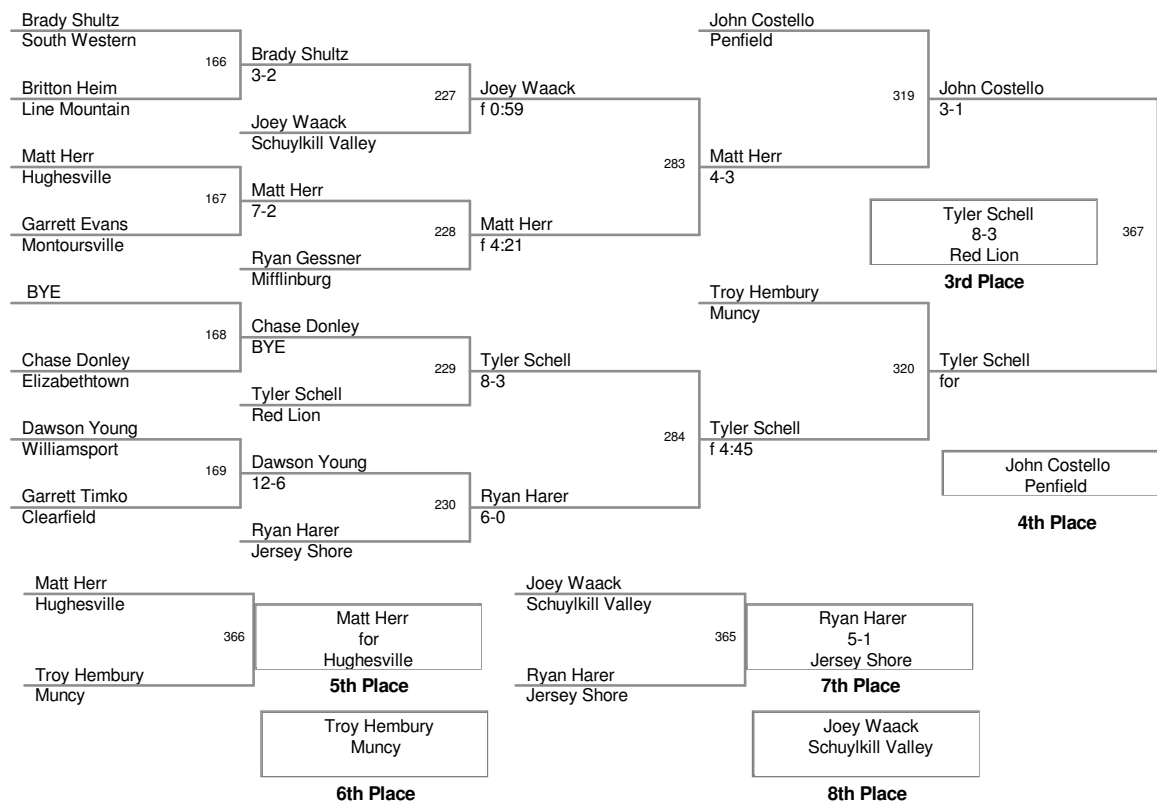 Brady Shultz
South Western
166
Britton Heim
Line Mountain
Matt Herr
Hughesville
167
Garrett Evans
Montoursville
BYE
168
Chase Donley
Elizabethtown
Dawson Young
Williamsport
169
Garrett Timko
Clearfield
Brady Shultz
3-2
227
Joey Waack
Schuylkill Valley
Matt Herr
7-2
228
Ryan Gessner
Mifflinburg
Chase Donley
BYE
229
Tyler Schell
Red Lion
Dawson Young
12-6
230
Ryan Harer
Jersey Shore
Joey Waack
f 0:59
283
Matt Herr
f 4:21
Tyler Schell
8-3
284
Ryan Harer
6-0
John Costello
Penfield
319
Matt Herr
4-3
Troy Hembury
Muncy
320
Tyler Schell
f 4:45
John Costello
3-1
367
Tyler Schell
for
Tyler Schell
8-3
Red Lion
3rd Place
John Costello
Penfield
4th Place
Matt Herr
Hughesville
366
Troy Hembury
Muncy
Matt Herr
for
Hughesville
5th Place
Troy Hembury
Muncy
6th Place
Joey Waack
Schuylkill Valley
365
Ryan Harer
Jersey Shore
Ryan Harer
5-1
Jersey Shore
7th Place
Joey Waack
Schuylkill Valley
8th Place